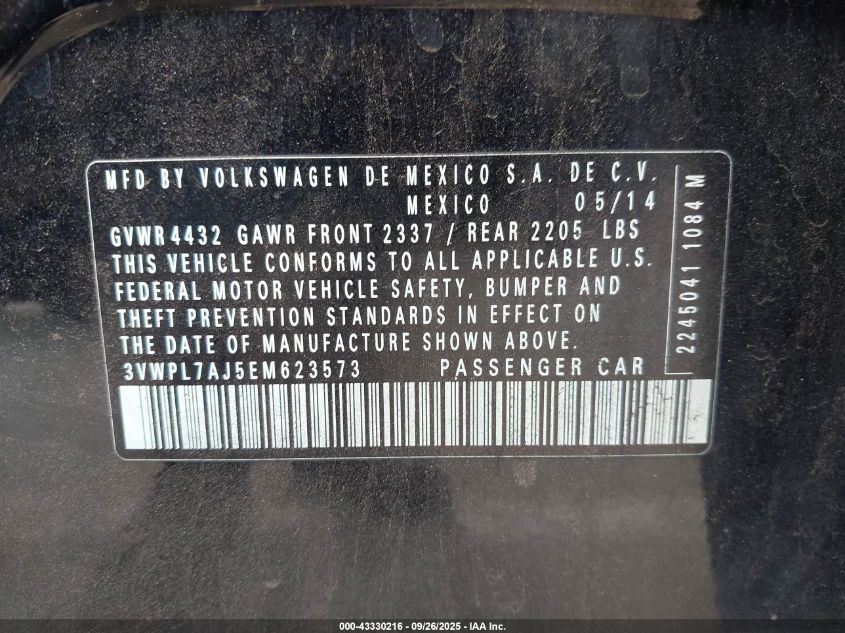 MFD BY VOLKSWAGEN DE MEXICO S.A. DE C.V.
MEXICO 05/14
GVWR 4432 GAWR FRONT 2337 / REAR 2205 LBS
THIS VEHICLE CONFORMS TO ALL APPLICABLE U.S.
FEDERAL MOTOR VEHICLE SAFETY, BUMPER AND
THEFT PREVENTION STANDARDS IN EFFECT ON
THE DATE OF MANUFACTURE SHOWN ABOVE.
3VWPL7AJ5EM623573 PASSENGER CAR
2245041 1084 M
000-43330216 - 09/26/2025 - IAA Inc.